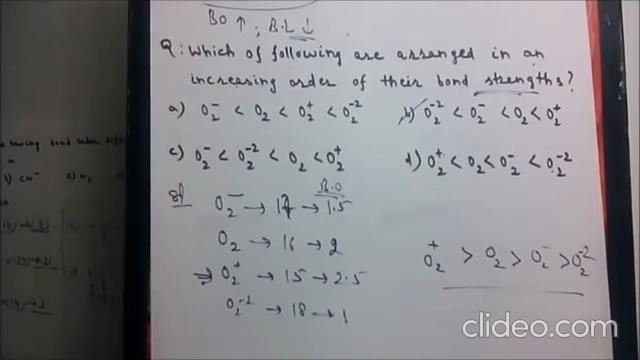 BO ↑ ; B.L ↓
Q: Which of following are arranged in an
increasing order of their bond strengths?
a) O₂⁻ < O₂ < O₂⁺ < O₂⁻² b) O₂⁻² < O₂⁻ < O₂ < O₂⁺
c) O₂⁻ < O₂⁻² < O₂ < O₂⁺ d) O₂⁺ < O₂ < O₂⁻ < O₂⁻²
B.O
Sol O₂⁻ → 17 → 1.5
O₂ → 16 → 2
⇒ O₂⁺ → 15 → 2.5
O₂⁻² → 18 → 1
O₂⁺ > O₂ > O₂⁻ > O₂⁻²
clideo.com